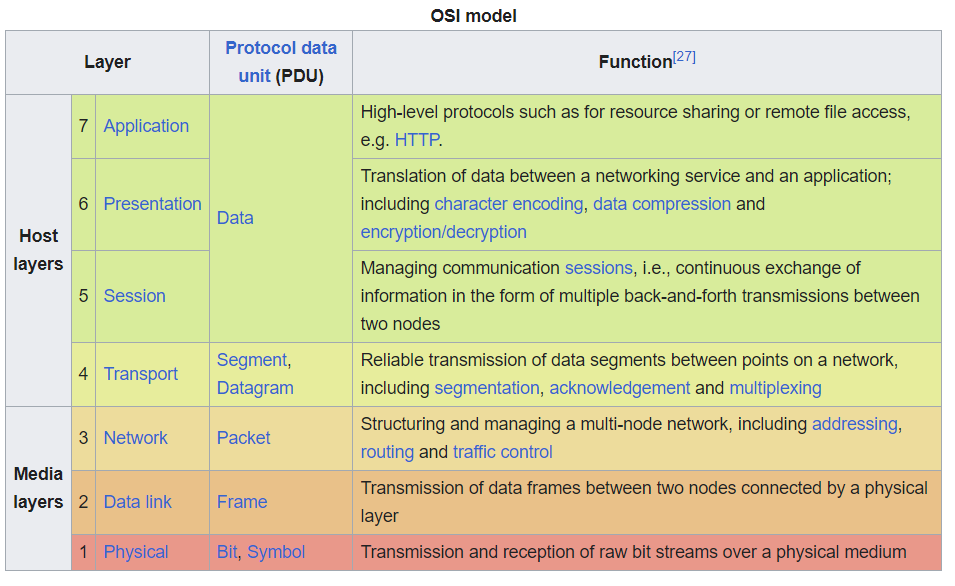 OSI model
Layer
Protocol data
unit (PDU)
Function[27]
Host
layers
7 Application
Data
High-level protocols such as for resource sharing or remote file access,
e.g. HTTP.
6 Presentation
Translation of data between a networking service and an application;
including character encoding, data compression and
encryption/decryption
5 Session
Managing communication sessions, i.e., continuous exchange of
information in the form of multiple back-and-forth transmissions between
two nodes
4 Transport
Segment,
Datagram
Reliable transmission of data segments between points on a network,
including segmentation, acknowledgement and multiplexing
Media
layers
3 Network
Packet
Structuring and managing a multi-node network, including addressing,
routing and traffic control
2 Data link
Frame
Transmission of data frames between two nodes connected by a physical
layer
1 Physical
Bit, Symbol
Transmission and reception of raw bit streams over a physical medium